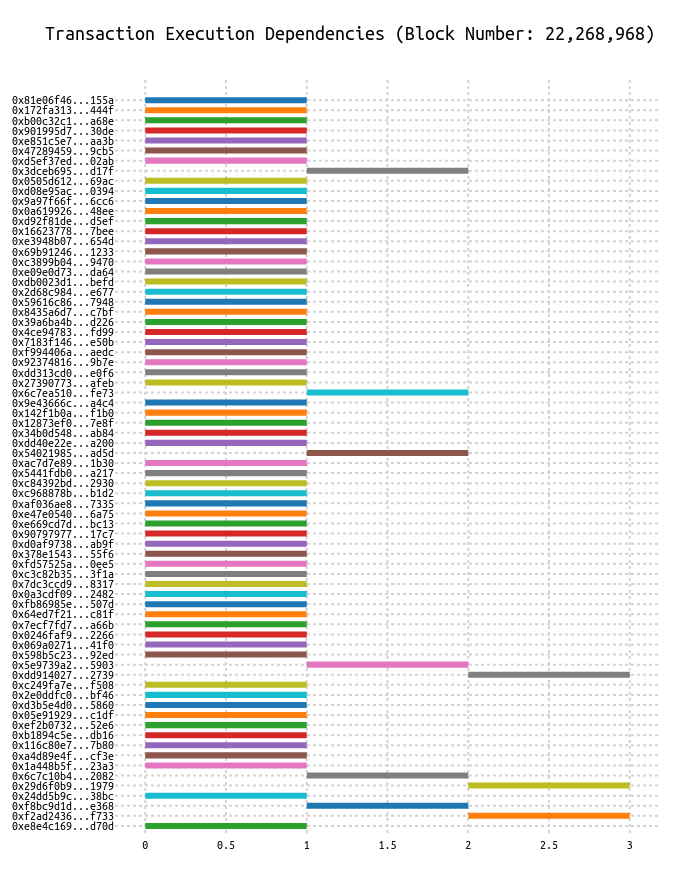 Transaction Execution Dependencies (Block Number: 22,268,968)
0x81e06f46...155a
0x172fa313...444f
0xb00c32c1...a68e
0x901995d7...30de
0xe851c5e7...aa3b
0x47289459...9cb5
0xd5ef37ed...02ab
0x3dceb695...d17f
0x0505d612...69ac
0xd08e95ac...0394
0x9a97f66f...6cc6
0x0a619926...48ee
0xd92f81de...d5ef
0x16623778...7bee
0xe3948b07...654d
0x69b91246...1233
0xc3899b04...9470
0xe09e0d73...da64
0xdb0023d1...befd
0x2d68c984...e677
0x59616c86...7948
0x8435a6d7...c7bf
0x39a6ba4b...d226
0x4ce94783...fd99
0x7183f146...e50b
0xf994406a...aedc
0x92374816...9b7e
0xdd313cd0...e0f6
0x27390773...afeb
0x6c7ea510...fe73
0x9e43666c...a4c4
0x142f1b0a...f1b0
0x12873ef0...7e8f
0x34b0d548...ab84
0xdd40e22e...a200
0x54021985...ad5d
0xac7d7e89...1b30
0x5441fdb0...a217
0xc84392bd...2930
0xc968878b...b1d2
0xaf036ae8...7335
0xe47e0540...6a75
0xe669cd7d...bc13
0x90797977...17c7
0xd0af9738...ab9f
0x378e1543...55f6
0xfd57525a...0ee5
0xc3c82b35...3f1a
0x7dc3ccd9...8317
0x0a3cdf09...2482
0xfb86985e...507d
0x64ed7f21...c81f
0x7ecf7fd7...a66b
0x0246faf9...2266
0x069a0271...41f0
0x598b5c23...92ed
0x5e9739a2...5903
0xdd914027...2739
0xc249fa7e...f508
0x2e0ddfc0...bf46
0xd3b5e4d0...5860
0x05e91929...c1df
0xef2b0732...52e6
0xb1894c5e...db16
0x116c80e7...7b80
0xa4d89e4f...cf3e
0x1a448b5f...23a3
0x6c7c10b4...2082
0x29d6f0b9...1979
0x24dd5b9c...38bc
0xf8bc9d1d...e368
0xf2ad2436...f733
0xe8e4c169...d70d
0 0.5 1 1.5 2 2.5 3